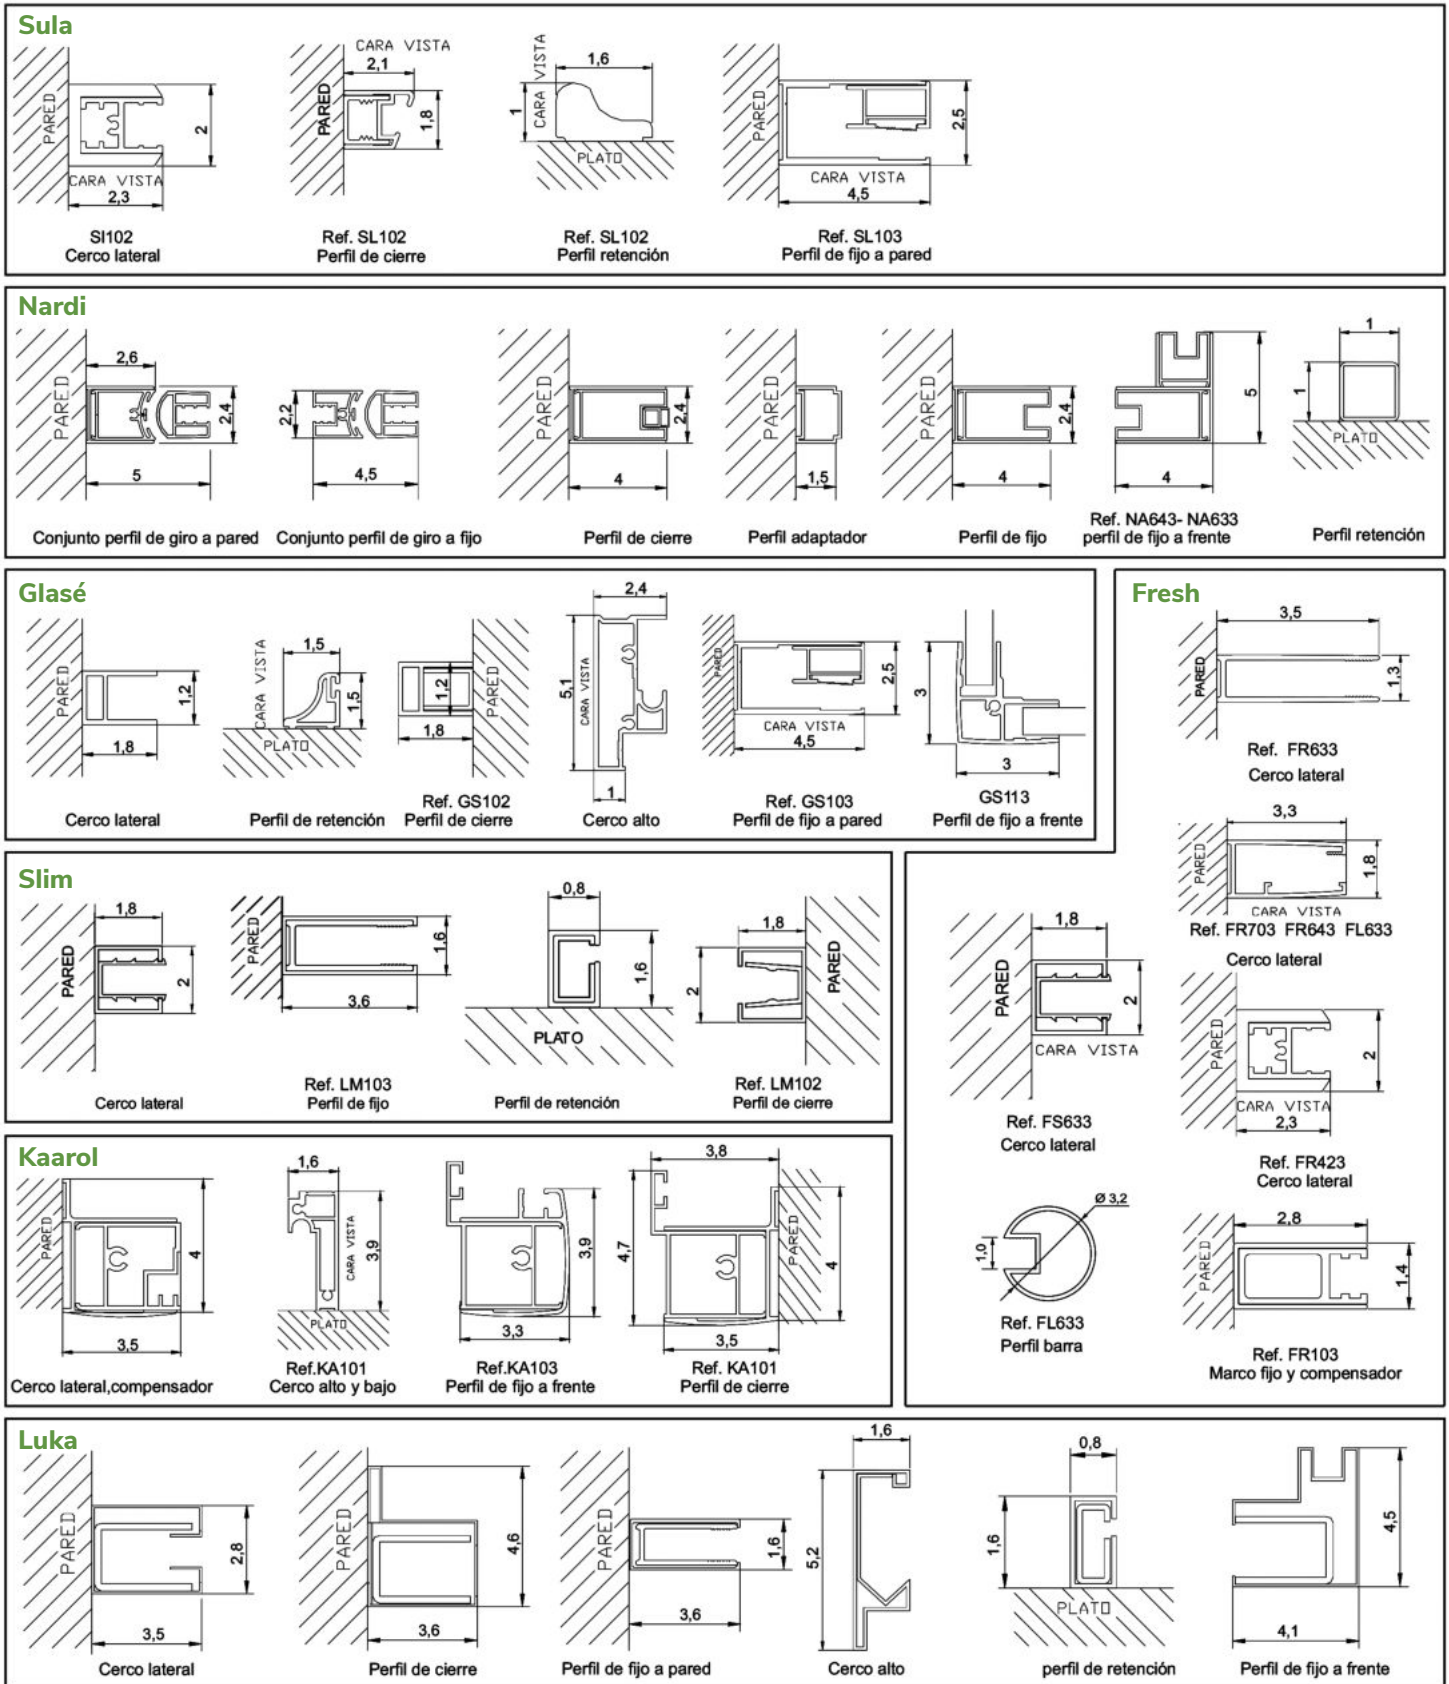 Sula
PARED
2
CARA VISTA
2,3
SI102
Cerco lateral
CARA VISTA
2,1
PARED
1,8
Ref. SL102
Perfil de cierre
CARA VISTA
1,6
1
PLATO
Ref. SL102
Perfil retención
PARED
2,5
CARA VISTA
4,5
Ref. SL103
Perfil de fijo a pared
Nardi
PARED
2,6
2,4
5
Conjunto perfil de giro a pared
2,2
4,5
Conjunto perfil de giro a fijo
PARED
2,4
4
Perfil de cierre
PARED
1,5
Perfil adaptador
PARED
2,4
4
Perfil de fijo
5
4
Ref. NA643- NA633
perfil de fijo a frente
1
1
PLATO
Perfil retención
Glasé
PARED
1,2
1,8
Cerco lateral
CARA VISTA
1,5
1,5
PLATO
Perfil de retención
1,2
PARED
1,8
Ref. GS102
Perfil de cierre
2,4
5,1
CARA VISTA
1
Cerco alto
PARED
2,5
CARA VISTA
4,5
Ref. GS103
Perfil de fijo a pared
3
3
GS113
Perfil de fijo a frente
Fresh
3,5
PARED
1,3
Ref. FR633
Cerco lateral
3,3
PARED
1,8
CARA VISTA
Ref. FR703 FR643 FL633
Cerco lateral
1,8
PARED
2
CARA VISTA
Ref. FS633
Cerco lateral
PARED
2
CARA VISTA
2,3
Ref. FR423
Cerco lateral
Ø 3,2
1,0
Ref. FL633
Perfil barra
2,8
PARED
1,4
Ref. FR103
Marco fijo y compensador
Slim
1,8
PARED
2
Cerco lateral
PARED
1,6
3,6
Ref. LM103
Perfil de fijo
0,8
1,6
PLATO
Perfil de retención
1,8
2
PARED
Ref. LM102
Perfil de cierre
Kaarol
PARED
4
3,5
Cerco lateral,compensador
1,6
CARA VISTA
3,9
PLATO
Ref.KA101
Cerco alto y bajo
3,9
3,3
Ref.KA103
Perfil de fijo a frente
3,8
4,7
PARED
4
3,5
Ref. KA101
Perfil de cierre
Luka
PARED
2,8
3,5
Cerco lateral
PARED
4,6
3,6
Perfil de cierre
PARED
1,6
3,6
Perfil de fijo a pared
1,6
5,2
Cerco alto
0,8
1,6
PLATO
perfil de retención
4,5
4,1
Perfil de fijo a frente